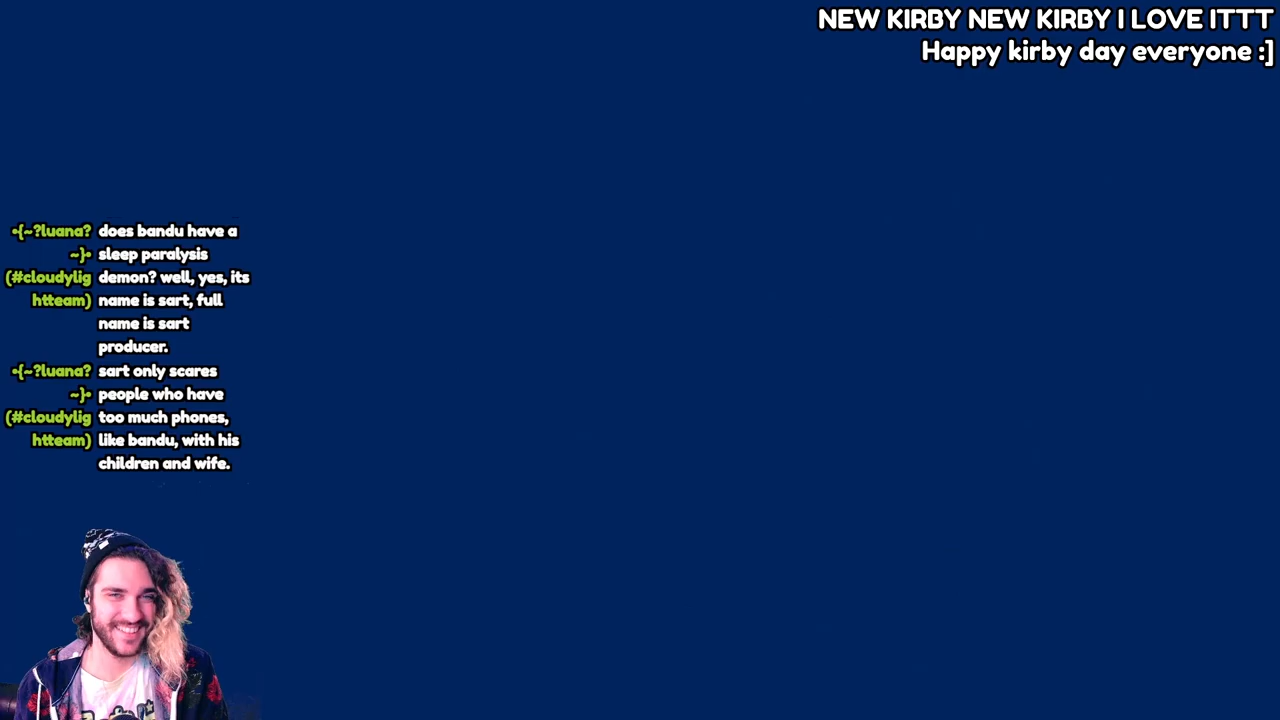 NEW KIRBY NEW KIRBY I LOVE ITTT
Happy kirby day everyone :]
•{~?luana? does bandu have a
~}• sleep paralysis
(#cloudylig demon? well, yes, its
htteam) name is sart, full
name is sart
producer.
•{~?luana? sart only scares
~}• people who have
(#cloudylig too much phones,
htteam) like bandu, with his
children and wife.